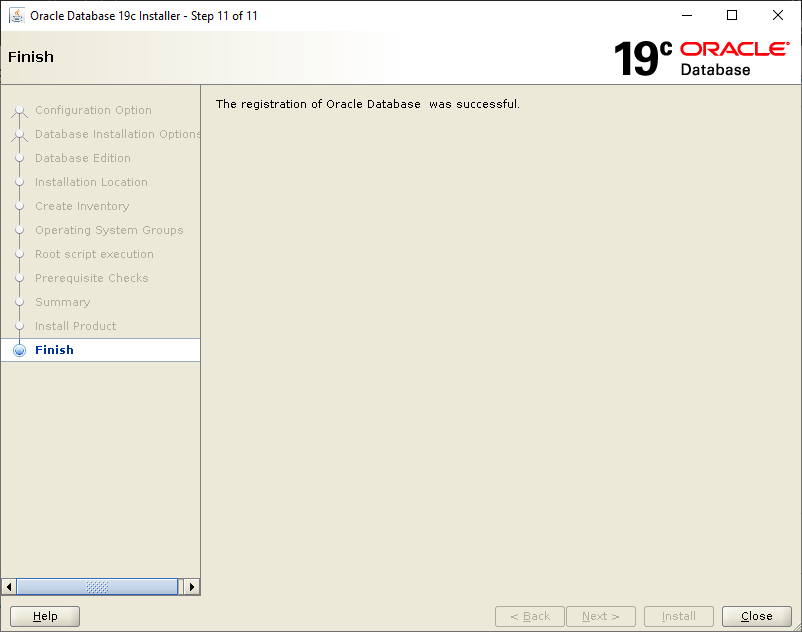 Oracle Database 19c Installer - Step 11 of 11
Finish
19c ORACLE
Database
Configuration Option
Database Installation Options
Database Edition
Installation Location
Create Inventory
Operating System Groups
Root script execution
Prerequisite Checks
Summary
Install Product
Finish
The registration of Oracle Database  was successful.
Help
< Back
Next >
Install
Close